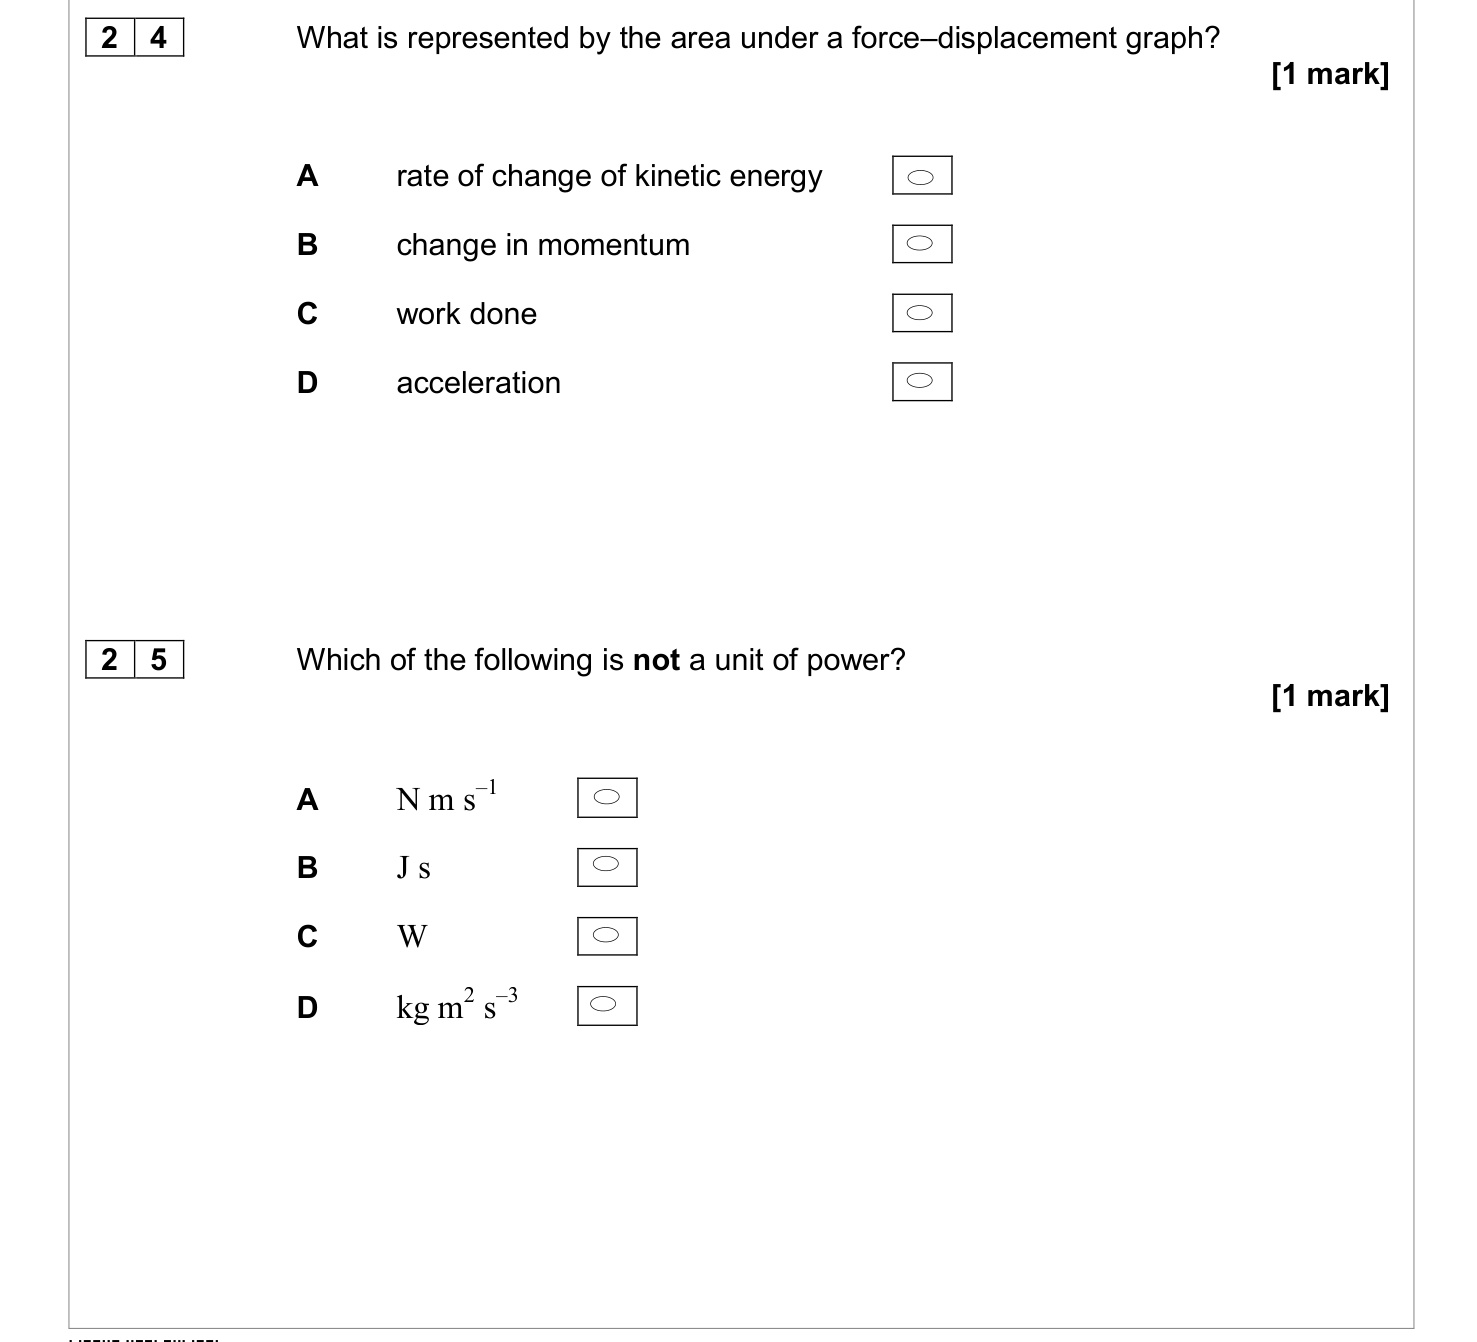 2 4 What is represented by the area under a force–displacement graph?
[1 mark]
A rate of change of kinetic energy
B change in momentum
C work done
D acceleration
2 5 Which of the following is not a unit of power?
[1 mark]
A N m s⁻¹
B J s
C W
D kg m² s⁻³